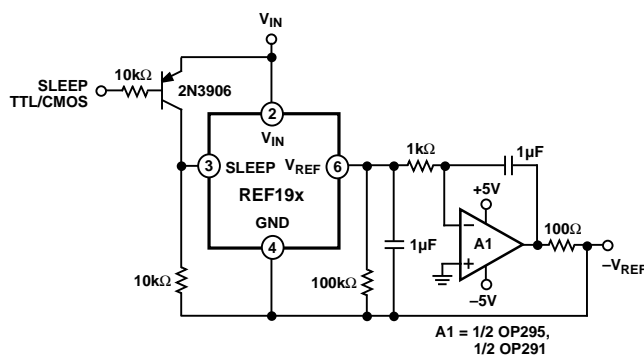 V_IN
SLEEP
TTL/CMOS
10kΩ
2N3906
2
V_IN
3
SLEEP
V_REF
6
REF19x
GND
4
10kΩ
100kΩ
1µF
1kΩ
1µF
+5V
–
A1
+
–5V
100Ω
–V_REF
A1 = 1/2 OP295,
1/2 OP291